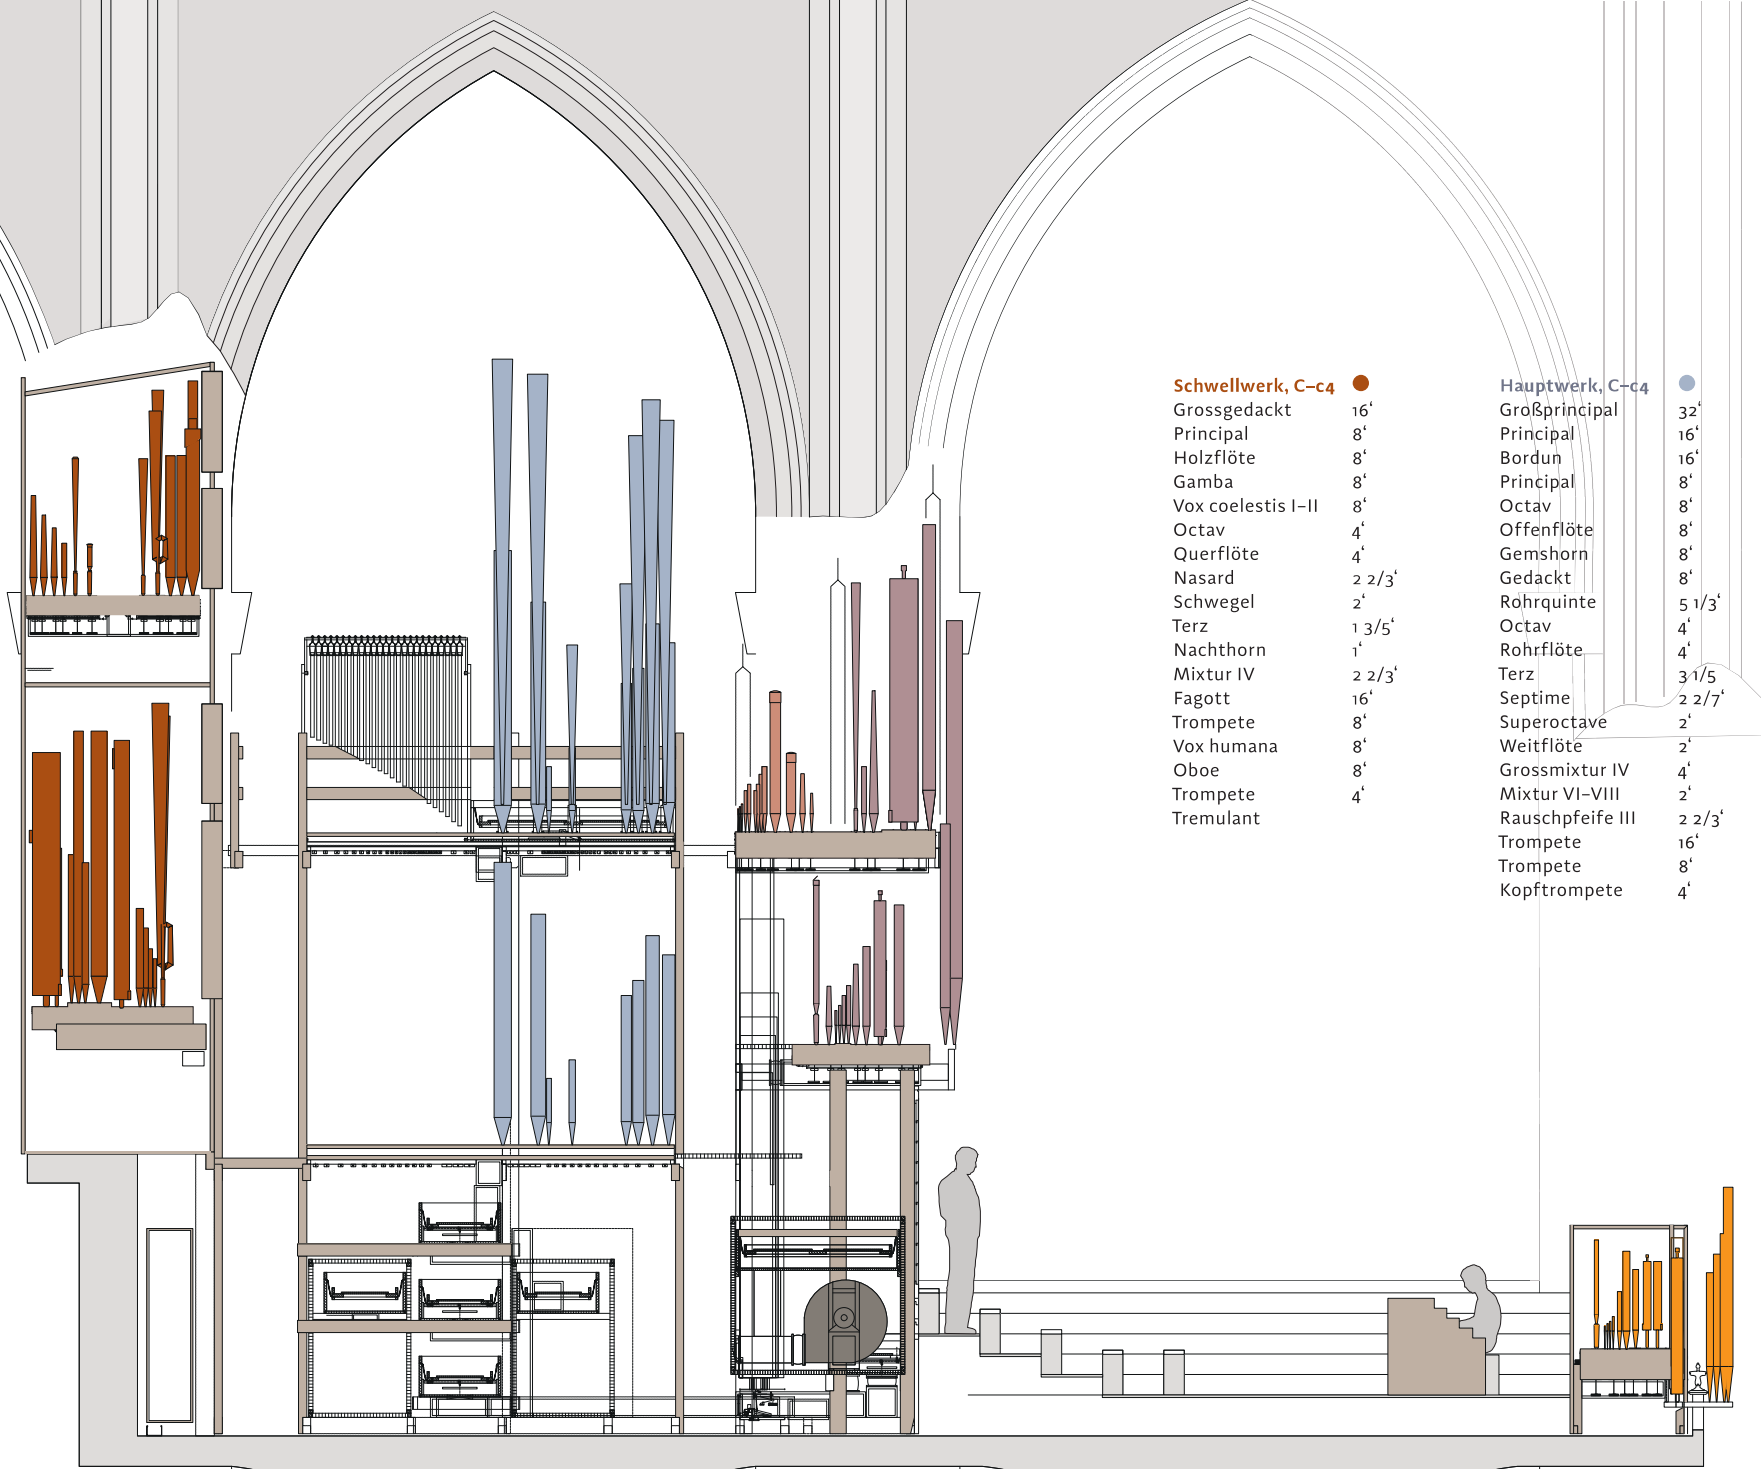 Schwellwerk, C–c4
Grossgedackt 16‘
Principal 8‘
Holzflöte 8‘
Gamba 8‘
Vox coelestis I–II 8‘
Octav 4‘
Querflöte 4‘
Nasard 2 2/3‘
Schwegel 2‘
Terz 1 3/5‘
Nachthorn 1‘
Mixtur IV 2 2/3‘
Fagott 16‘
Trompete 8‘
Vox humana 8‘
Oboe 8‘
Trompete 4‘
Tremulant
Hauptwerk, C–c4
Großprincipal 32‘
Principal 16‘
Bordun 16‘
Principal 8‘
Octav 8‘
Offenflöte 8‘
Gemshorn 8‘
Gedackt 8‘
Rohrquinte 5 1/3‘
Octav 4‘
Rohrflöte 4‘
Terz 3 1/5
Septime 2 2/7‘
Superoctave 2‘
Weitflöte 2‘
Grossmixtur IV 4‘
Mixtur VI–VIII 2‘
Rauschpfeife III 2 2/3‘
Trompete 16‘
Trompete 8‘
Kopftrompete 4‘